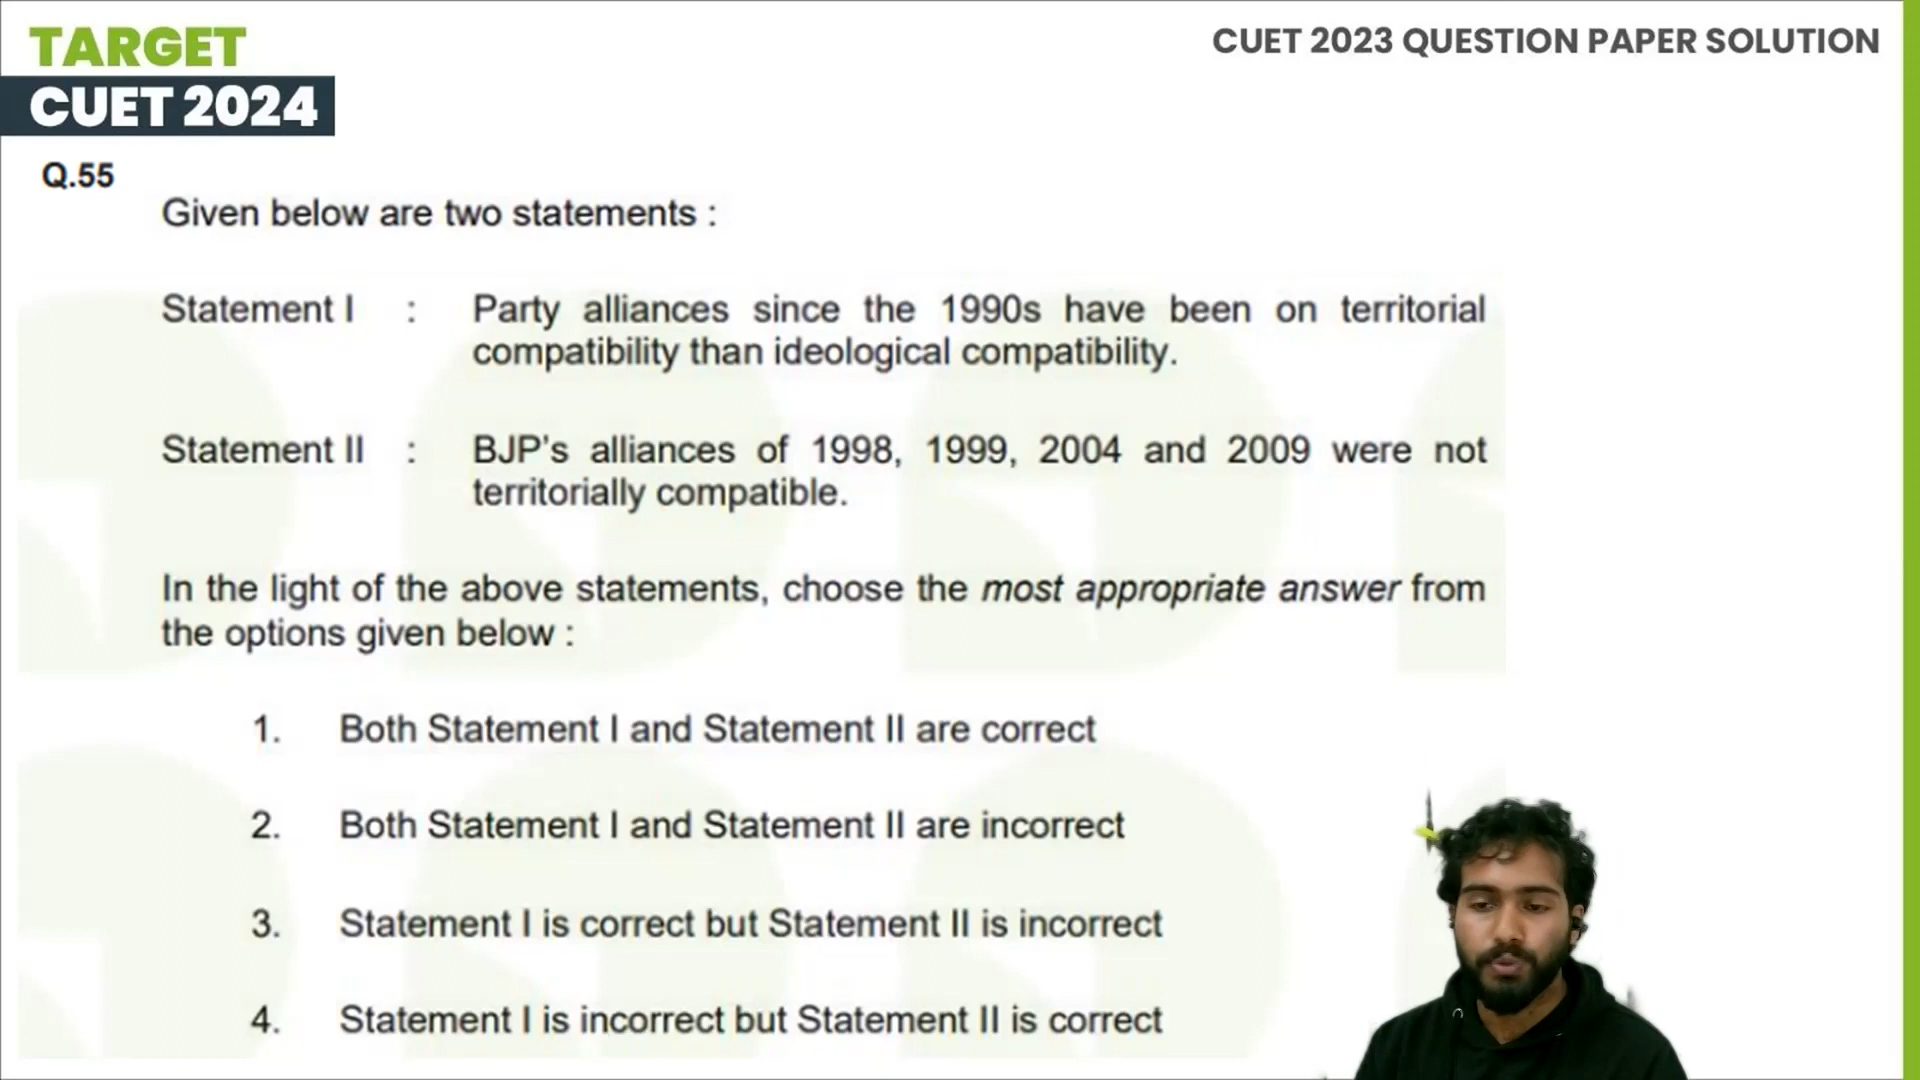 TARGET
CUET 2024
CUET 2023 QUESTION PAPER SOLUTION
Q.55
Given below are two statements :
Statement I : Party alliances since the 1990s have been on territorial
compatibility than ideological compatibility.
Statement II : BJP's alliances of 1998, 1999, 2004 and 2009 were not
territorially compatible.
In the light of the above statements, choose the most appropriate answer from
the options given below :
1. Both Statement I and Statement II are correct
2. Both Statement I and Statement II are incorrect
3. Statement I is correct but Statement II is incorrect
4. Statement I is incorrect but Statement II is correct